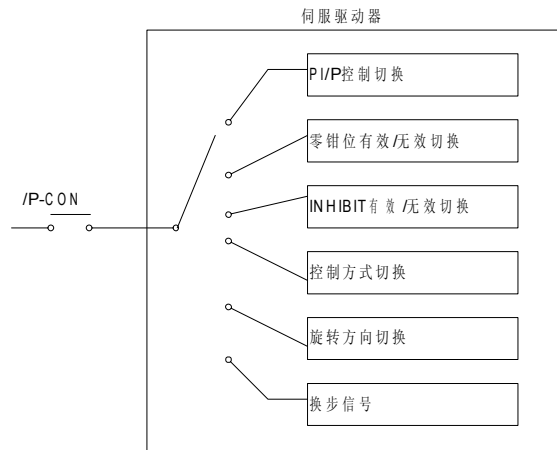 伺服驱动器
PI/P控制切换
零钳位有效/无效切换
/P-CON
INHIBIT有效/无效切换
控制方式切换
旋转方向切换
换步信号